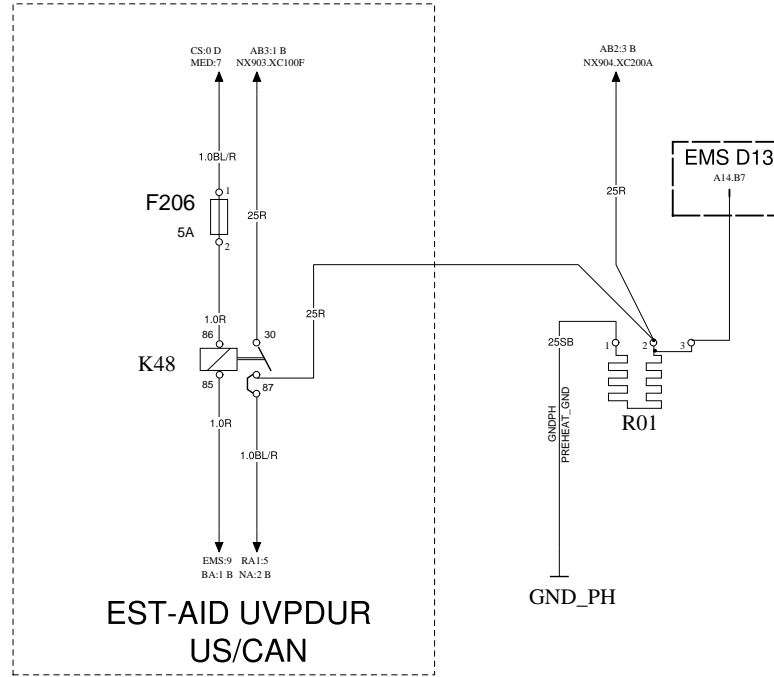 CS:0 D
MED:7
AB3:1 B
NX903.XC100F
AB2:3 B
NX904.XC200A
EMS D13
A14.B7
1.0BL/R
F206
5A
1
2
25R
25R
1.0R
86
30
25R
K48
85
87
25SB
1
2
3
R01
1.0R
1.0BL/R
GNDPH
PREHEAT_GND
EMS:9
BA:1 B
RA1:5
NA:2 B
GND_PH
EST-AID UVPDUR
US/CAN